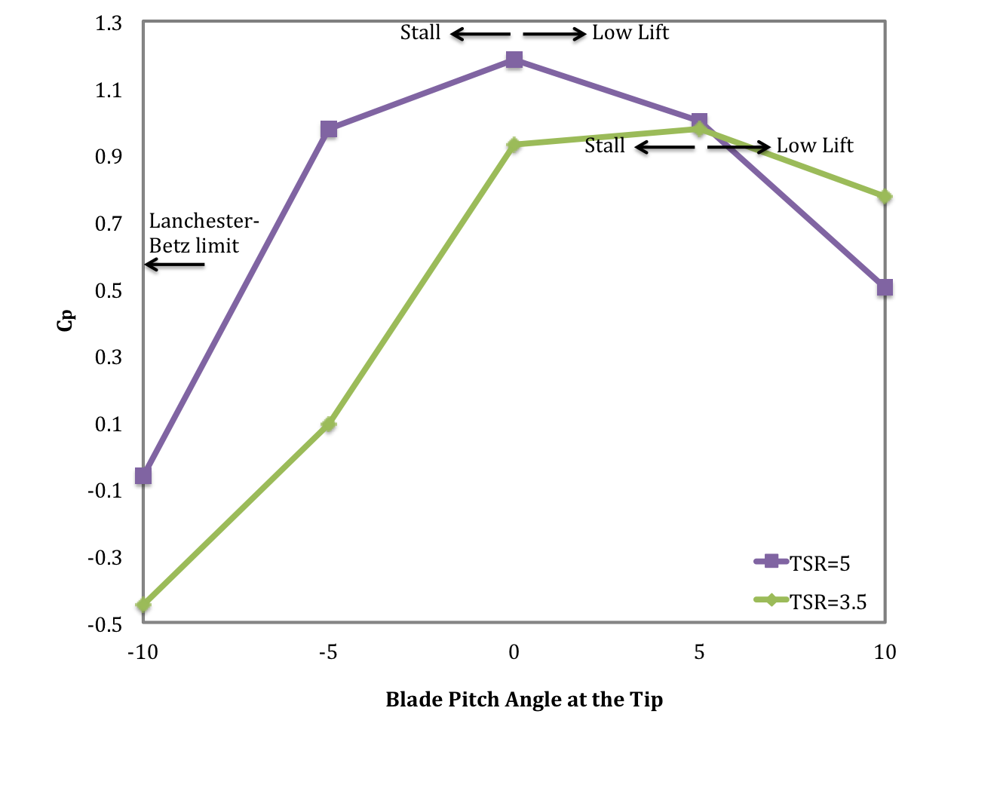 1.3
1.1
0.9
0.7
0.5
0.3
0.1
-0.1
-0.3
-0.5
Cp
Stall
Low Lift
Stall
Low Lift
Lanchester-
Betz limit
TSR=5
TSR=3.5
-10
-5
0
5
10
Blade Pitch Angle at the Tip